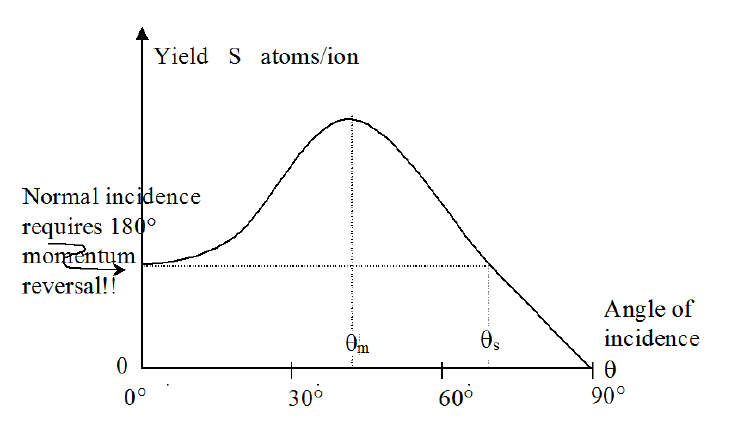 Yield S atoms/ion
Normal incidence
requires 180°
momentum
reversal!!
Angle of
incidence
θm
θs
0
θ
0°
30°
60°
90°